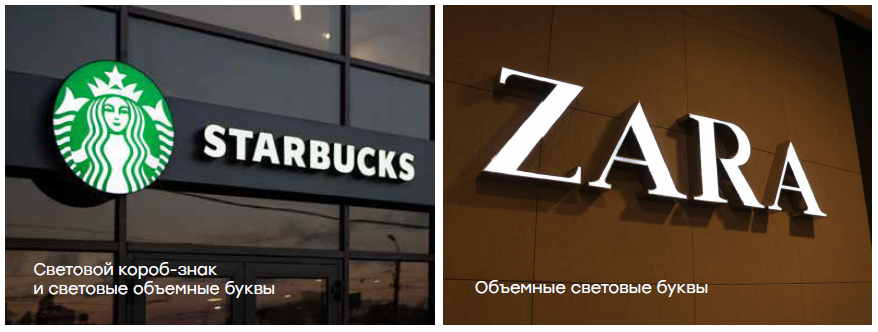 STARBUCKS
Световой короб-знак
и световые объемные буквы
ZARA
Объемные световые буквы